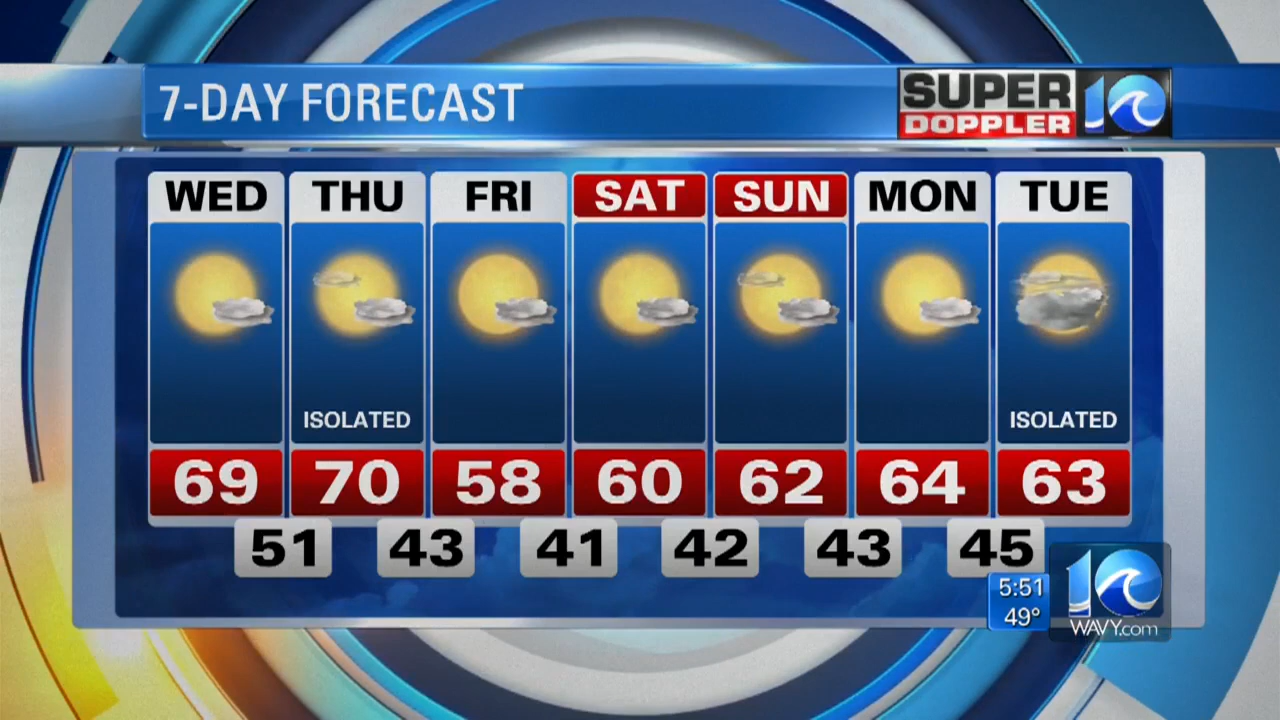 7-DAY FORECAST
SUPER
DOPPLER
10
WED THU FRI SAT SUN MON TUE
ISOLATED ISOLATED
69 70 58 60 62 64 63
51 43 41 42 43 45
10
5:51
49°
WAVY.com